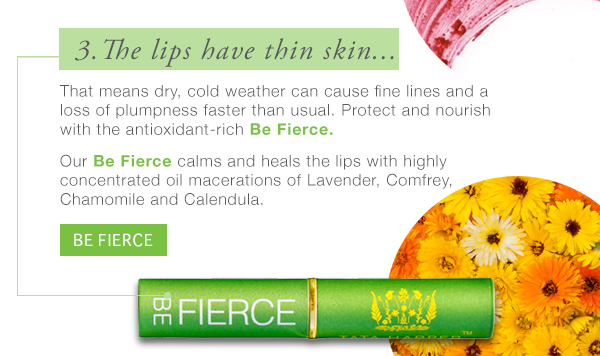 3. The lips have thin skin...
That means dry, cold weather can cause fine lines and a
loss of plumpness faster than usual. Protect and nourish
with the antioxidant-rich Be Fierce.
Our Be Fierce calms and heals the lips with highly
concentrated oil macerations of Lavender, Comfrey,
Chamomile and Calendula.
BE FIERCE
BE FIERCE
TATA HARPER™